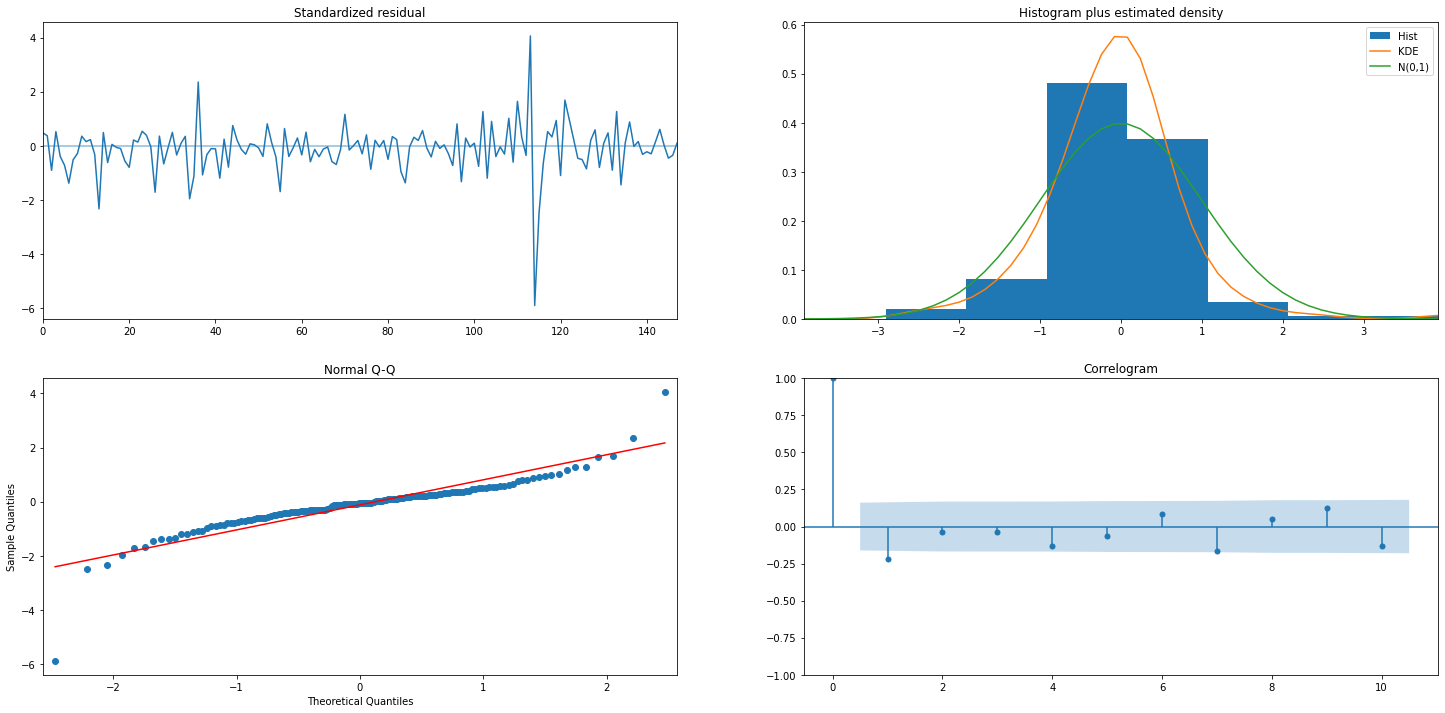 Standardized residual
4
2
0
−2
−4
−6
0 20 40 60 80 100 120 140
Histogram plus estimated density
0.6
0.5
0.4
0.3
0.2
0.1
0.0
−3 −2 −1 0 1 2 3
Hist
KDE
N(0,1)
Normal Q-Q
4
2
0
−2
−4
−6
Sample Quantiles
−2 −1 0 1 2
Theoretical Quantiles
Correlogram
1.00
0.75
0.50
0.25
0.00
−0.25
−0.50
−0.75
−1.00
0 2 4 6 8 10